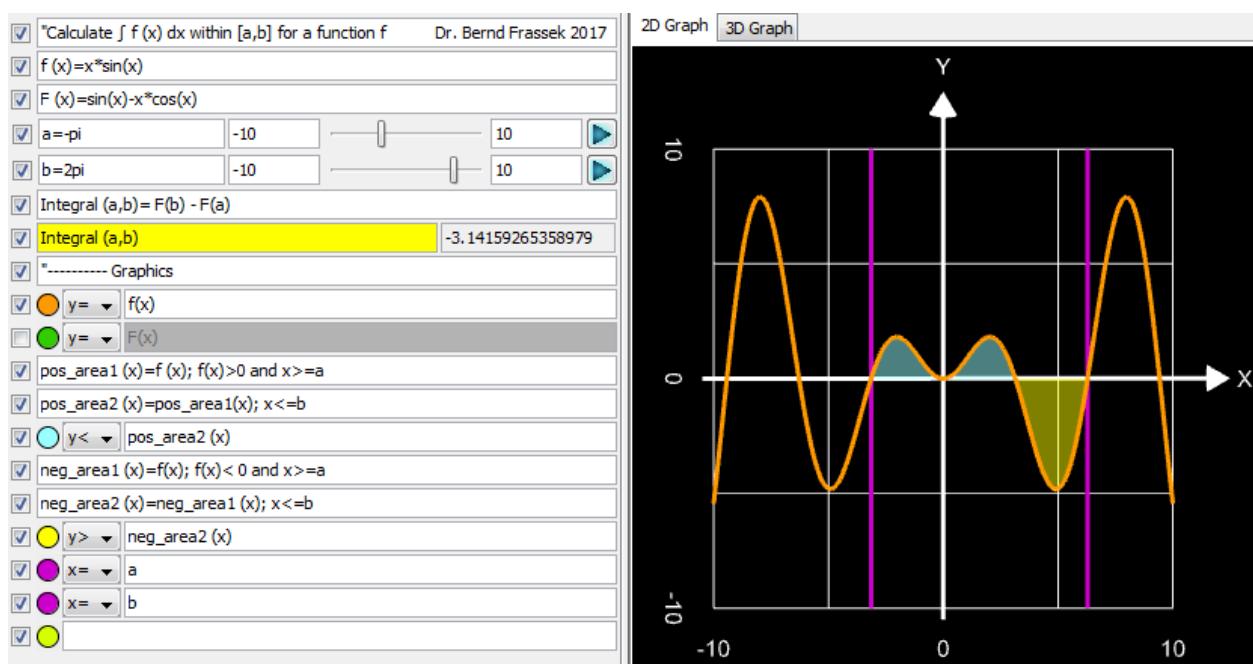 "Calculate ∫ f (x) dx within [a,b] for a function f Dr. Bernd Frassek 2017
f (x)=x*sin(x)
F (x)=sin(x)-x*cos(x)
a=-pi -10 10
b=2pi -10 10
Integral (a,b)= F(b) - F(a)
Integral (a,b) -3.14159265358979
"---------- Graphics
y= f(x)
y= F(x)
pos_area1 (x)=f (x); f(x)>0 and x>=a
pos_area2 (x)=pos_area1(x); x<=b
y< pos_area2 (x)
neg_area1 (x)=f(x); f(x)< 0 and x>=a
neg_area2 (x)=neg_area1 (x); x<=b
y> neg_area2 (x)
x= a
x= b
2D Graph 3D Graph
Y
10
0
X
-10
-10 0 10